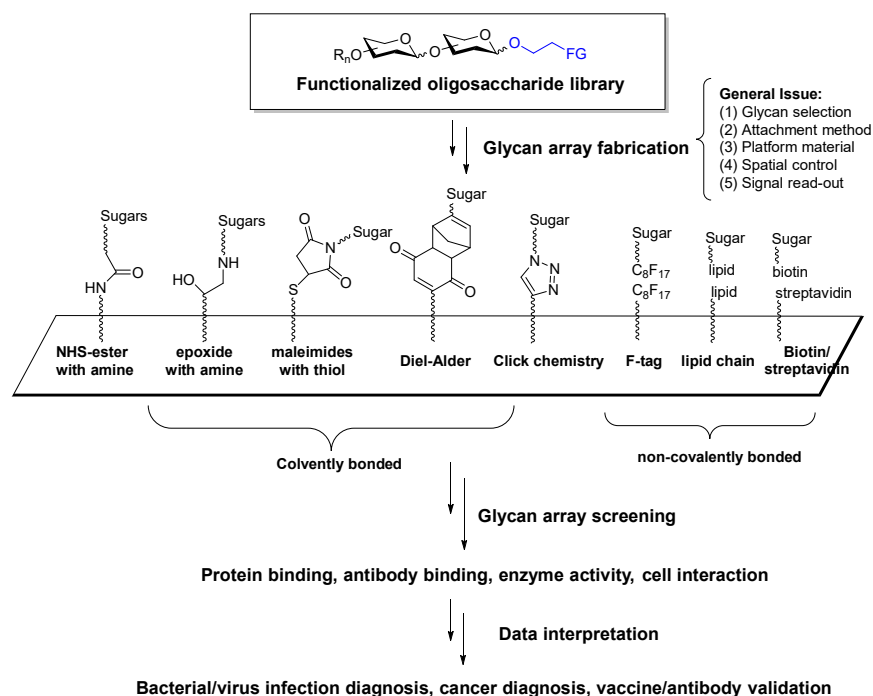 RnO
O
O
O
O
FG
Functionalized oligosaccharide library
General Issue:
(1) Glycan selection
(2) Attachment method
(3) Platform material
(4) Spatial control
(5) Signal read-out
Glycan array fabrication
Sugars
HN
O
Sugars
NH
HO
O
N
Sugar
O
S
Sugar
O
O
Sugar
N
N
N
Sugar
C8F17
C8F17
Sugar
lipid
lipid
Sugar
biotin
streptavidin
NHS-ester
with amine
epoxide
with amine
maleimides
with thiol
Diel-Alder
Click chemistry
F-tag
lipid chain
Biotin/
streptavidin
Colvently bonded
non-covalently bonded
Glycan array screening
Protein binding, antibody binding, enzyme activity, cell interaction
Data interpretation
Bacterial/virus infection diagnosis, cancer diagnosis, vaccine/antibody validation